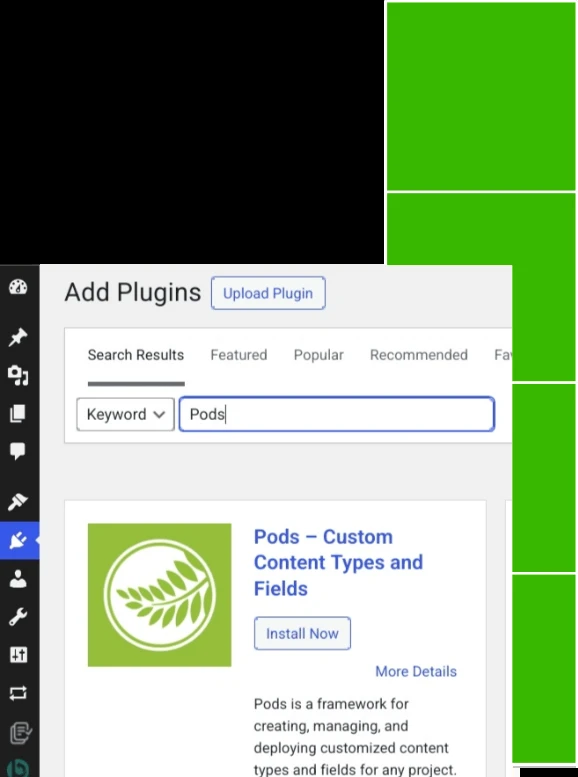 Add Plugins Upload Plugin
Search Results Featured Popular Recommended
Keyword Pods
Pods – Custom
Content Types and
Fields
Install Now
More Details
Pods is a framework for
creating, managing, and
deploying customized content
types and fields for any project.